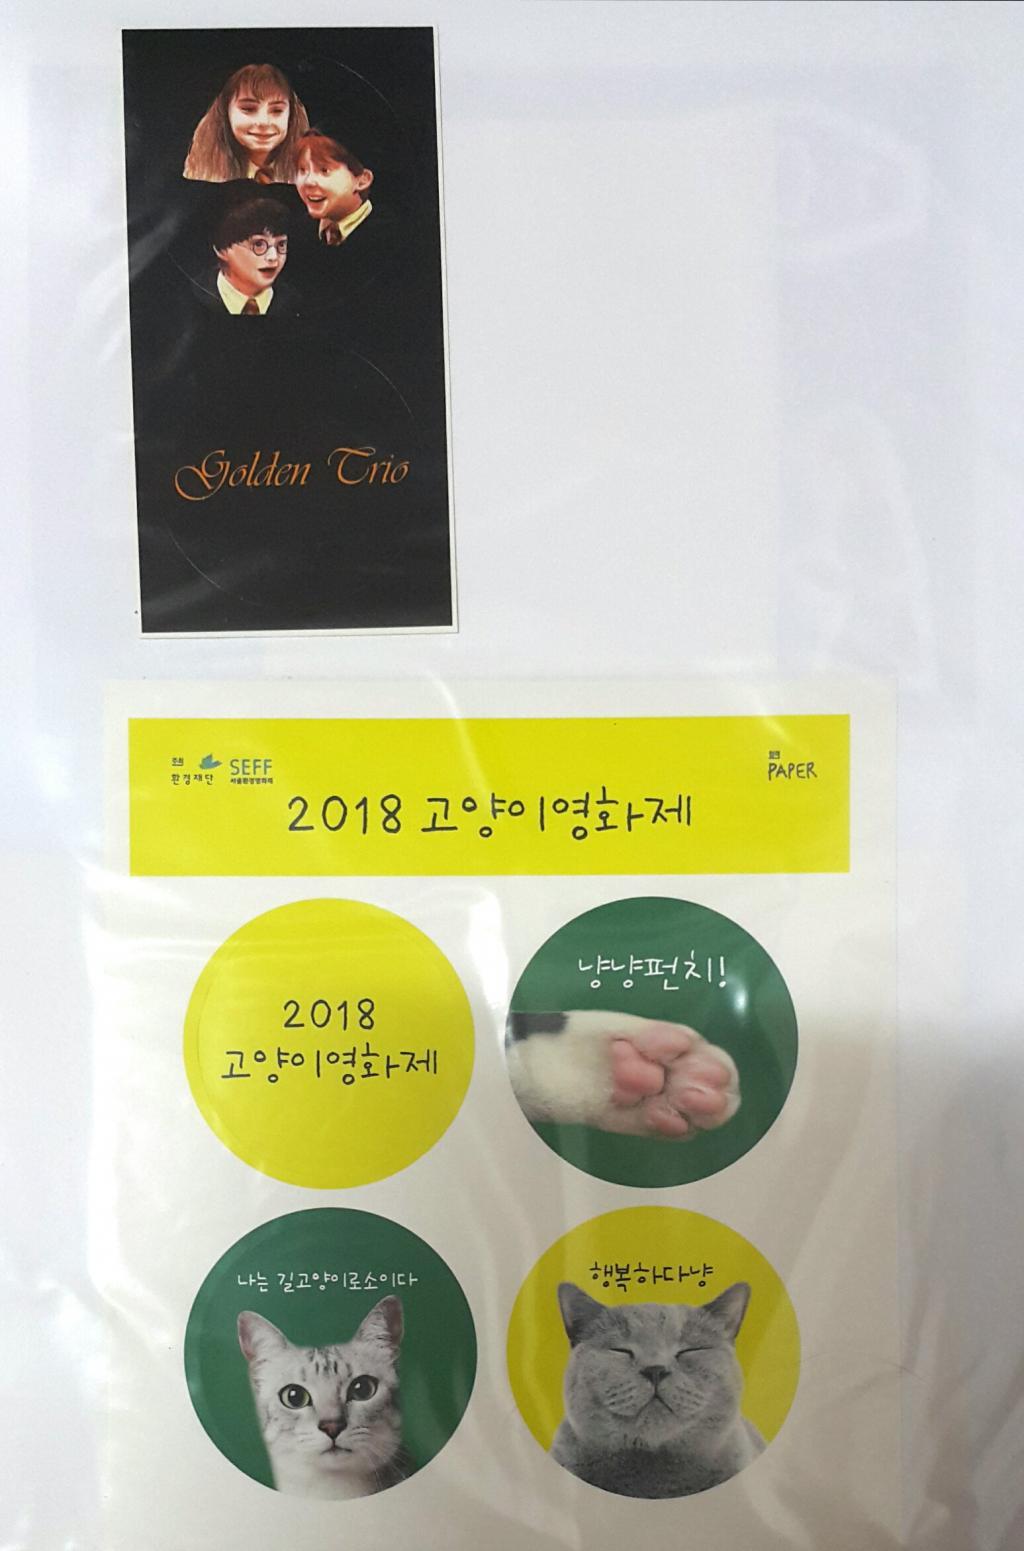 Golden Trio
주최
환경재단
SEFF
서울환경영화제
PAPER
2018 고양이영화제
2018
고양이영화제
냥냥펀치!
나는 길고양이로소이다
행복하다냥